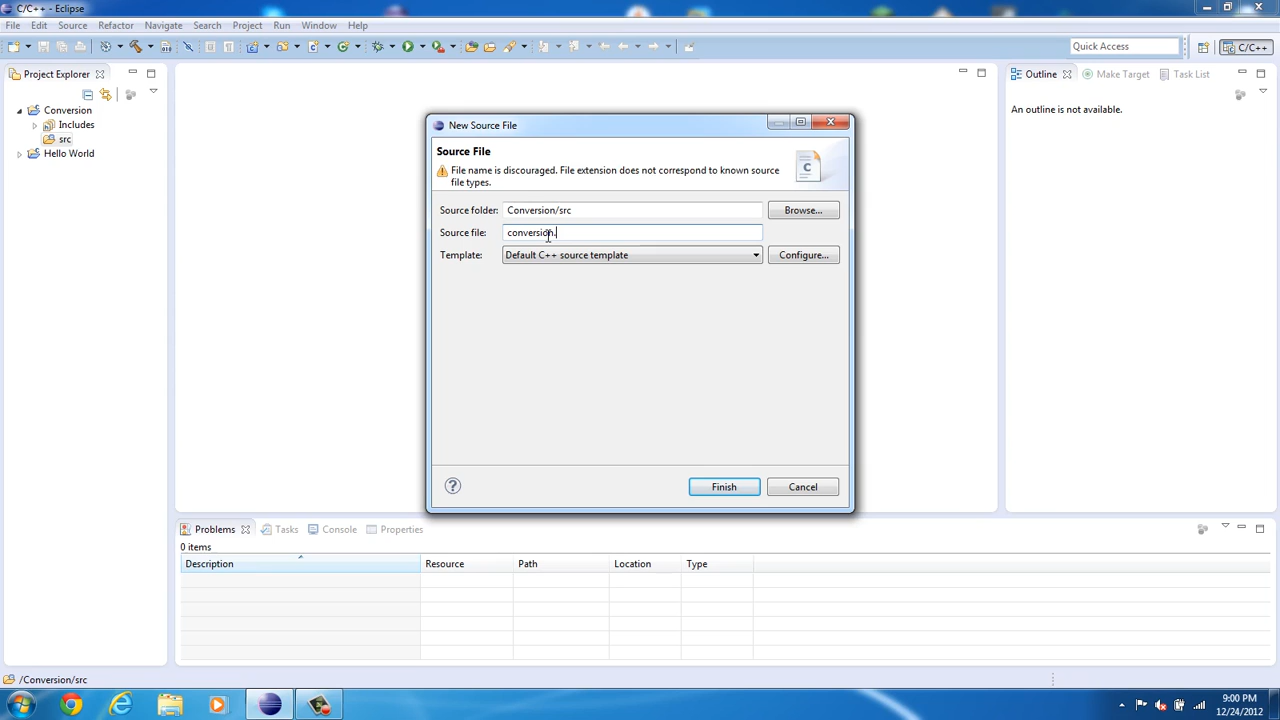 C/C++ - Eclipse
File Edit Source Refactor Navigate Search Project Run Window Help
Quick Access
C/C++
Project Explorer
Conversion
Includes
src
Hello World
Outline
Make Target
Task List
An outline is not available.
New Source File
Source File
File name is discouraged. File extension does not correspond to known source
file types.
Source folder: Conversion/src Browse...
Source file: conversion.
Template: Default C++ source template Configure...
Finish Cancel
Problems Tasks Console Properties
0 items
Description Resource Path Location Type
/Conversion/src
9:00 PM
12/24/2012